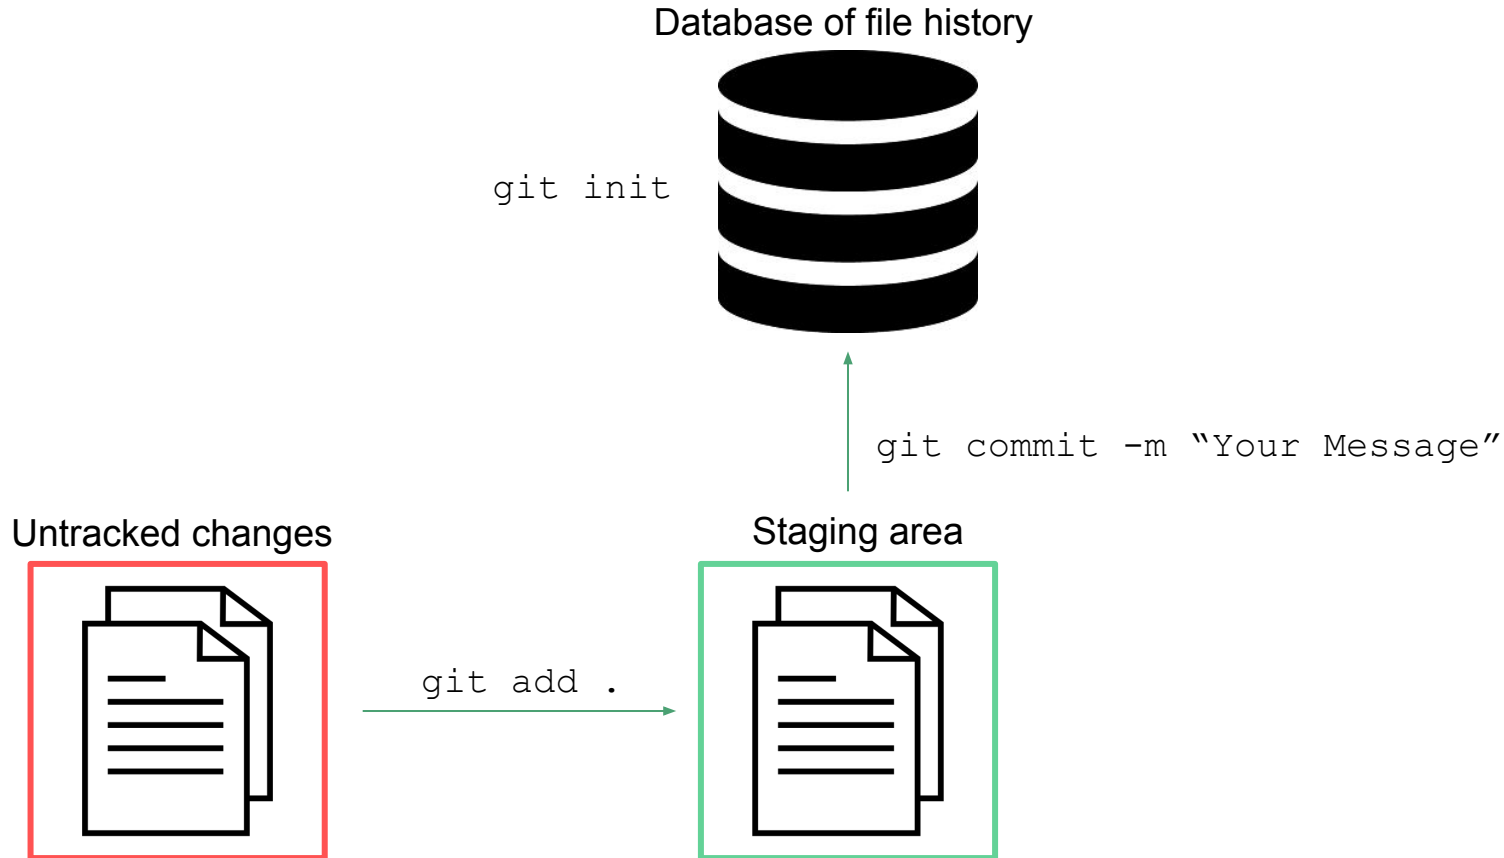 Database of file history
git init
git commit -m “Your Message”
Untracked changes
Staging area
git add .